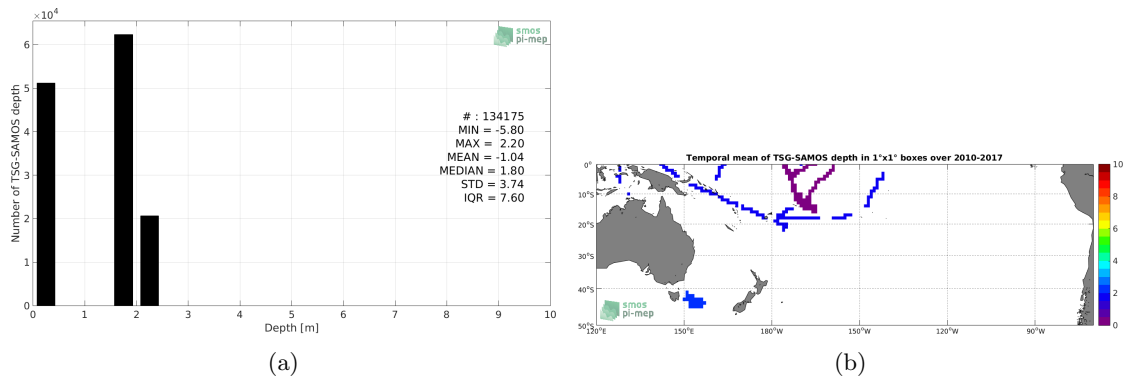 ×10⁴
6
5
4
3
2
1
0
Number of TSG-SAMOS depth
0 1 2 3 4 5 6 7 8 9 10
Depth [m]
smos
pi-mep
# : 134175
MIN = -5.80
MAX = 2.20
MEAN = -1.04
MEDIAN = 1.80
STD = 3.74
IQR = 7.60
(a)
Temporal mean of TSG-SAMOS depth in 1°x1° boxes over 2010-2017
0°
10°S
20°S
30°S
40°S
50°S
120°E 150°E 180°W 150°W 120°W 90°W
smos
pi-mep
10
8
6
4
2
0
(b)